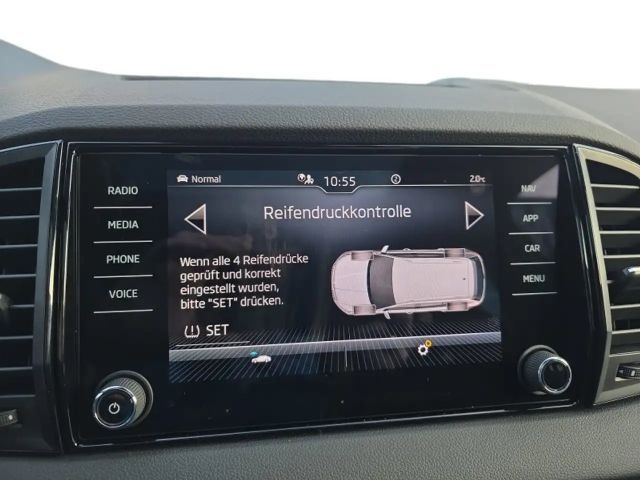 Normal
10:55
2
2.0°C
RADIO
MEDIA
PHONE
VOICE
Reifendruckkontrolle
Wenn alle 4 Reifendrücke
geprüft und korrekt
eingestellt wurden,
bitte "SET" drücken.
SET
NAV
APP
CAR
MENU